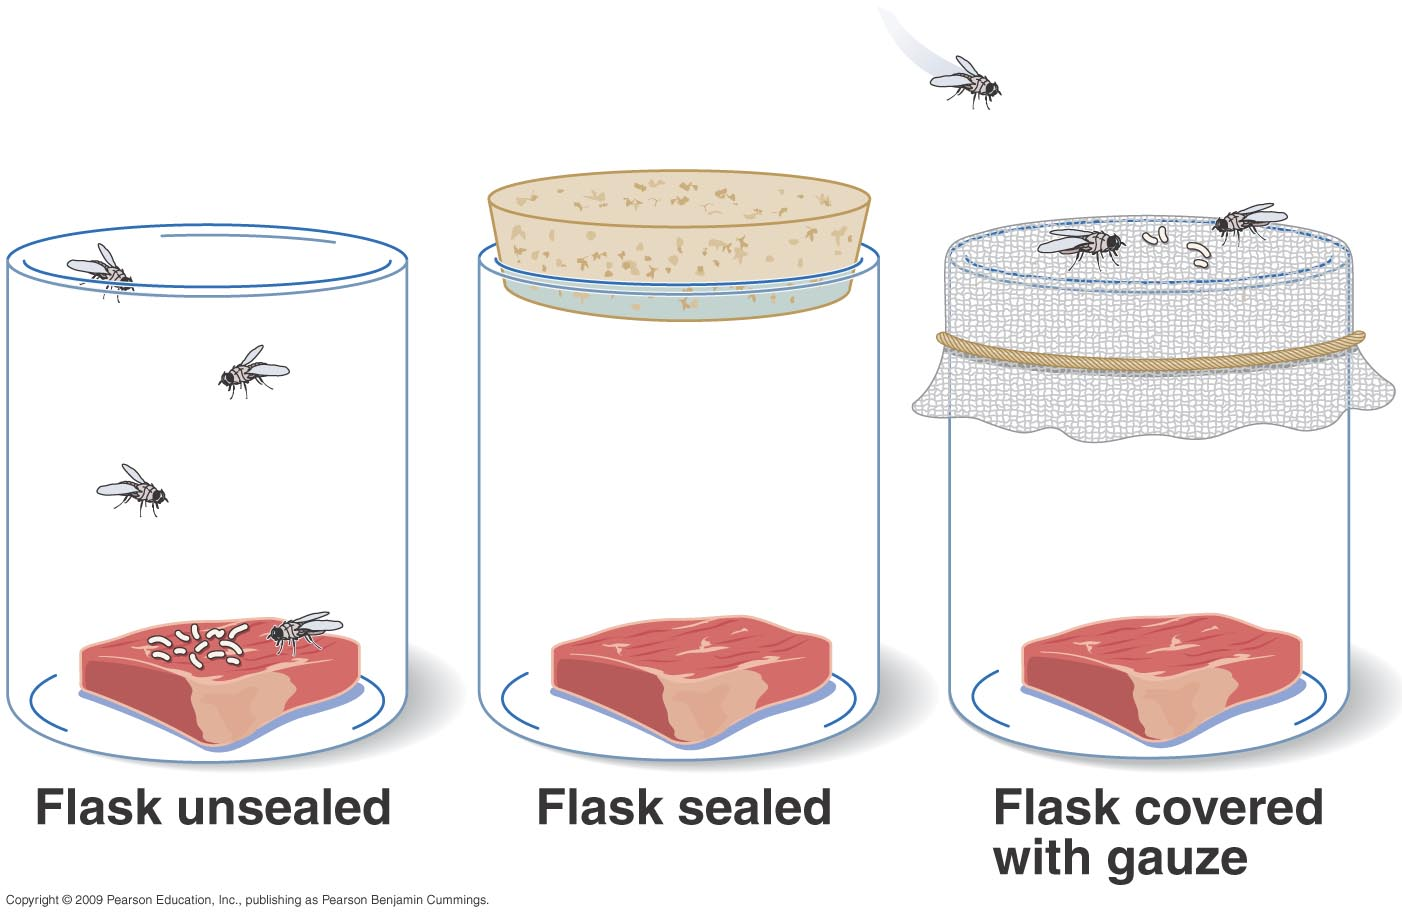 Flask unsealed
Flask sealed
Flask covered
with gauze
Copyright © 2009 Pearson Education, Inc., publishing as Pearson Benjamin Cummings.